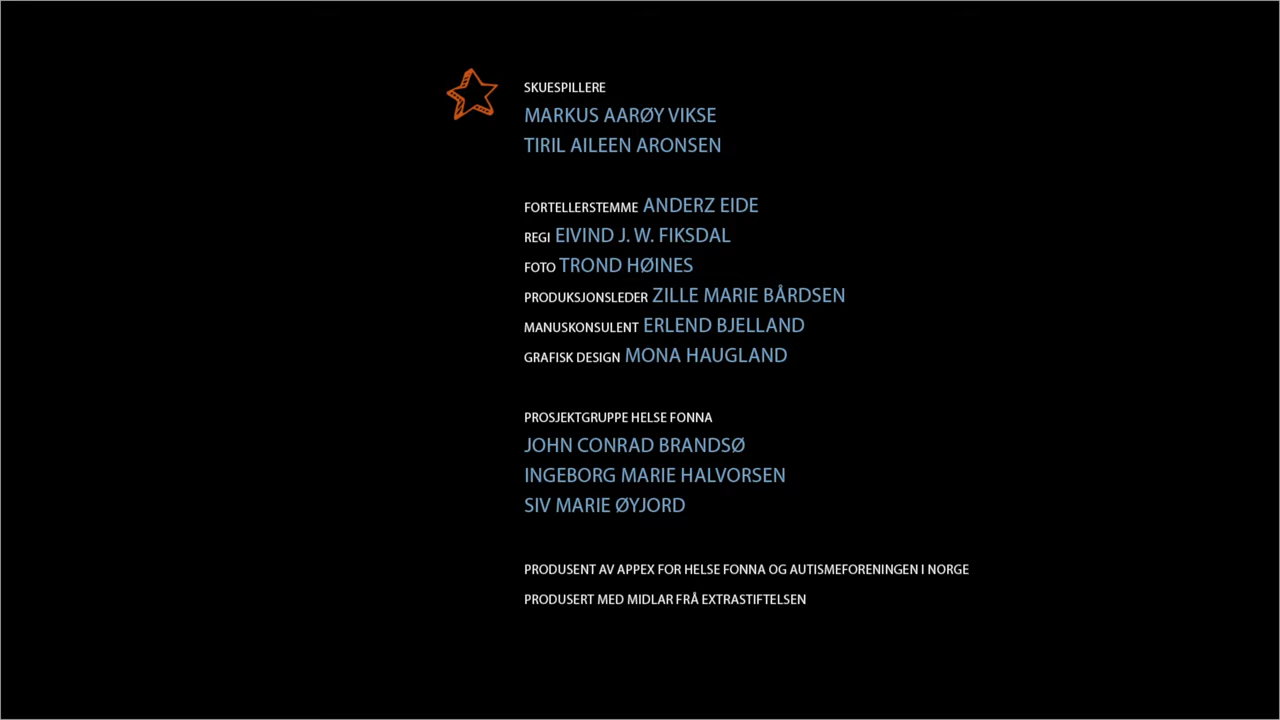 SKUESPILLERE
MARKUS AARØY VIKSE
TIRIL AILEEN ARONSEN
FORTELLERSTEMME ANDERZ EIDE
REGI EIVIND J. W. FIKSDAL
FOTO TROND HØINES
PRODUKSJONSLEDER ZILLE MARIE BÅRDSEN
MANUSKONSULENT ERLEND BJELLAND
GRAFISK DESIGN MONA HAUGLAND
PROSJEKTGRUPPE HELSE FONNA
JOHN CONRAD BRANDSØ
INGEBORG MARIE HALVORSEN
SIV MARIE ØYJORD
PRODUSENT AV APPEX FOR HELSE FONNA OG AUTISMEFORENINGEN I NORGE
PRODUSERT MED MIDLAR FRÅ EXTRASTIFTELSEN